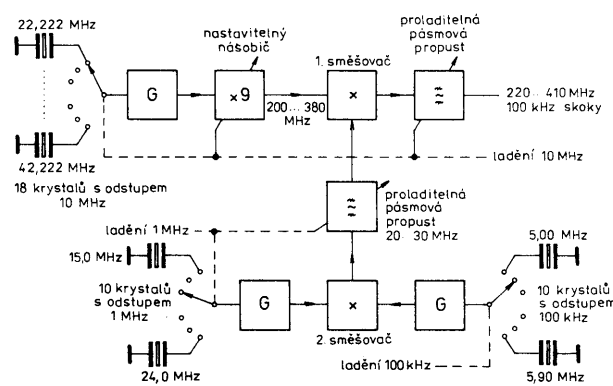 22,222 MHz
42,222 MHz
18 krystalů s odstupem
10 MHz
G
nastavitelný
násobič
×9
200...380
MHz
1. směšovač
×
proladitelná
pásmová
propust
220...410 MHz
100 kHz skoky
ladění 10 MHz
proladitelná
pásmová
propust
20...30 MHz
ladění 1 MHz
15,0 MHz
10 krystalů
s odstupem
1 MHz
24,0 MHz
G
×
2. směšovač
G
ladění 100 kHz
5,00 MHz
10 krystalů
s odstupem
100 kHz
5,90 MHz